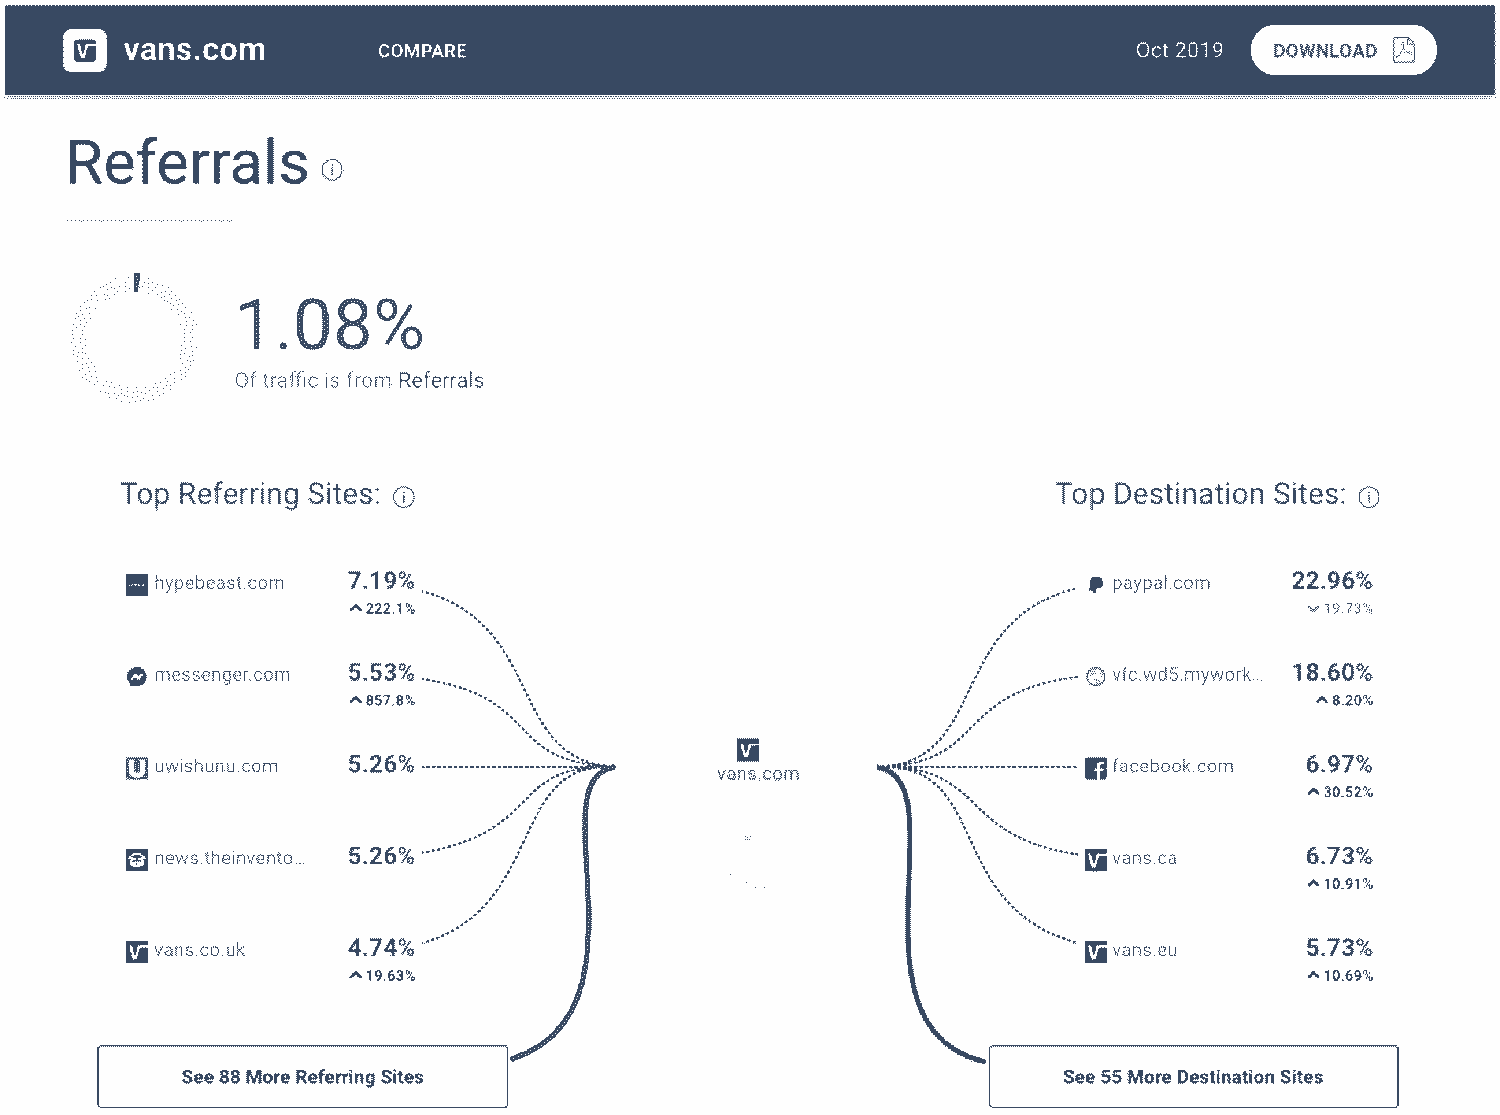 vans.com COMPARE Oct 2019 DOWNLOAD
Referrals
1.08%
Of traffic is from Referrals
Top Referring Sites:
hypebeast.com 7.19%
222.1%
messenger.com 5.53%
857.8%
uwishunu.com 5.26%
news.theinvento... 5.26%
vans.co.uk 4.74%
19.63%
See 88 More Referring Sites
vans.com
Top Destination Sites:
paypal.com 22.96%
19.73%
vfc.wd5.mywork... 18.60%
8.20%
facebook.com 6.97%
30.52%
vans.ca 6.73%
10.91%
vans.eu 5.73%
10.69%
See 55 More Destination Sites